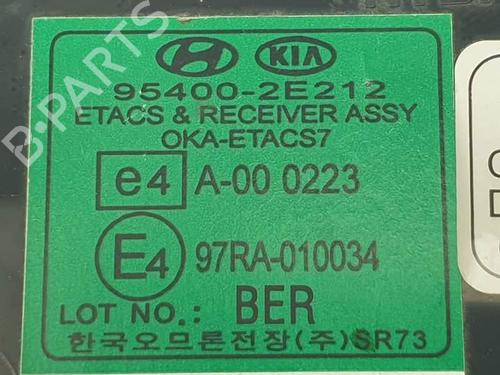 KIA
95400-2E212
ETACS & RECEIVER ASSY
OKA-ETACS7
e4 A-00 0223
E4 97RA-010034
LOT NO.: BER
한국오므론전장(주)SR73
B-PARTS